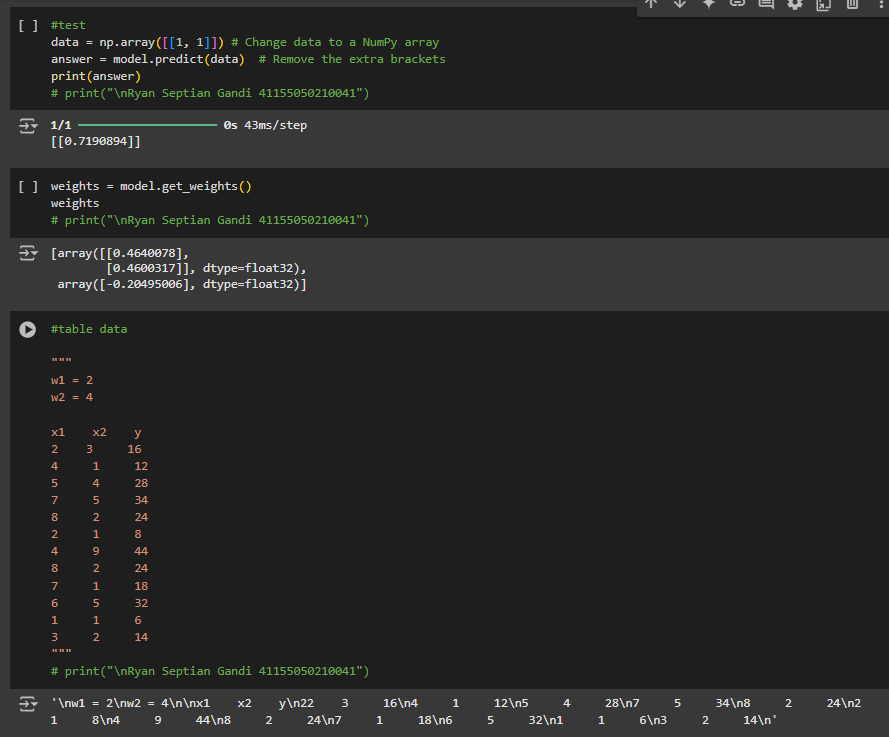 [ ] #test
data = np.array([[1, 1]]) # Change data to a NumPy array
answer = model.predict(data)  # Remove the extra brackets
print(answer)
# print("\nRyan Septian Gandi 41155050210041")
1/1 0s 43ms/step
[[0.7190894]]
[ ] weights = model.get_weights()
weights
# print("\nRyan Septian Gandi 41155050210041")
[array([[0.4640078],
[0.4600317]], dtype=float32),
array([-0.20495006], dtype=float32)]
#table data
"""
w1 = 2
w2 = 4
x1 x2 y
2 3 16
4 1 12
5 4 28
7 5 34
8 2 24
2 1 8
4 9 44
8 2 24
7 1 18
6 5 32
1 1 6
3 2 14
"""
# print("\nRyan Septian Gandi 41155050210041")
'\nw1 = 2\nw2 = 4\n\nx1 x2 y\n22 3 16\n4 1 12\n5 4 28\n7 5 34\n8 2 24\n2
1 8\n4 9 44\n8 2 24\n7 1 18\n6 5 32\n1 1 6\n3 2 14\n'